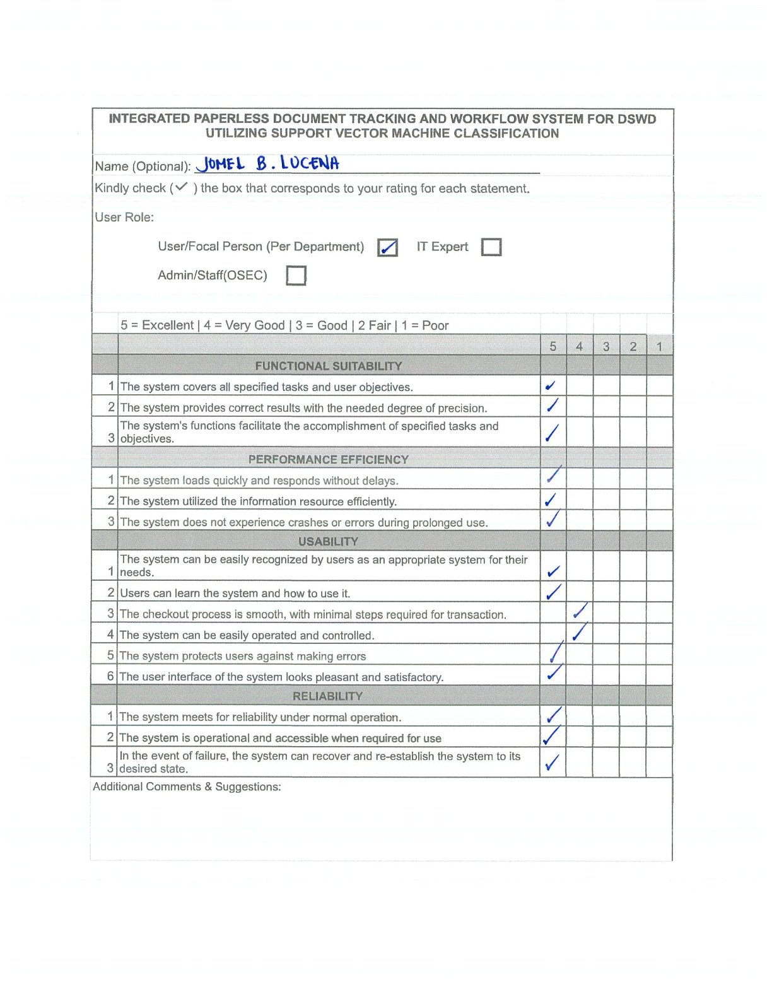 INTEGRATED PAPERLESS DOCUMENT TRACKING AND WORKFLOW SYSTEM FOR DSWD
UTILIZING SUPPORT VECTOR MACHINE CLASSIFICATION
Name (Optional): JOMEL B. LUCENA
Kindly check (✓ ) the box that corresponds to your rating for each statement.
User Role:
User/Focal Person (Per Department) ✓ IT Expert
Admin/Staff(OSEC)
5 = Excellent | 4 = Very Good | 3 = Good | 2 Fair | 1 = Poor
5 4 3 2 1
FUNCTIONAL SUITABILITY
1 The system covers all specified tasks and user objectives. ✓
2 The system provides correct results with the needed degree of precision. ✓
The system's functions facilitate the accomplishment of specified tasks and
3 objectives. ✓
PERFORMANCE EFFICIENCY
1 The system loads quickly and responds without delays. ✓
2 The system utilized the information resource efficiently. ✓
3 The system does not experience crashes or errors during prolonged use. ✓
USABILITY
The system can be easily recognized by users as an appropriate system for their
1 needs. ✓
2 Users can learn the system and how to use it. ✓
3 The checkout process is smooth, with minimal steps required for transaction. ✓
4 The system can be easily operated and controlled. ✓
5 The system protects users against making errors ✓
6 The user interface of the system looks pleasant and satisfactory. ✓
RELIABILITY
1 The system meets for reliability under normal operation. ✓
2 The system is operational and accessible when required for use ✓
In the event of failure, the system can recover and re-establish the system to its
3 desired state. ✓
Additional Comments & Suggestions: